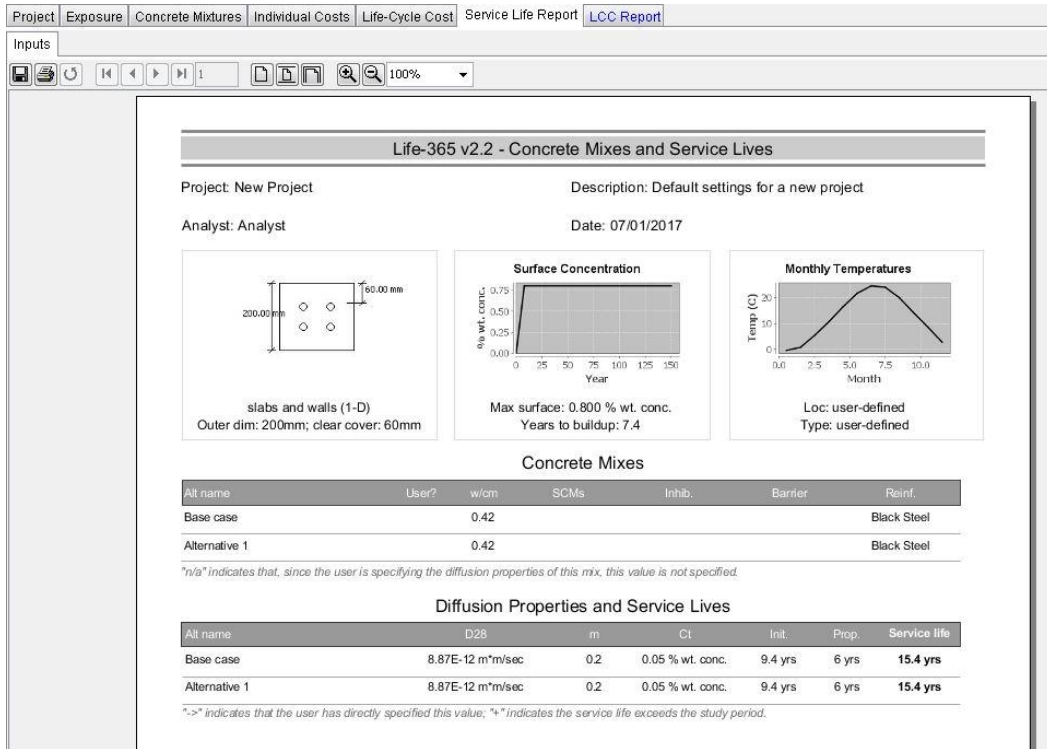 Project Exposure Concrete Mixtures Individual Costs Life-Cycle Cost Service Life Report LCC Report
Inputs
1 100%
Life-365 v2.2 - Concrete Mixes and Service Lives
Project: New Project Description: Default settings for a new project
Analyst: Analyst Date: 07/01/2017
200.00 mm
60.00 mm
slabs and walls (1-D)
Outer dim: 200mm; clear cover: 60mm
Surface Concentration
% wt. conc.
0.75
0.50
0.25
0.00
0 25 50 75 100 125 150
Year
Max surface: 0.800 % wt. conc.
Years to buildup: 7.4
Monthly Temperatures
Temp (C)
20
10
0
0.0 2.5 5.0 7.5 10.0
Month
Loc: user-defined
Type: user-defined
Concrete Mixes
Alt name User? w/cm SCMs Inhib. Barrier Reinf.
Base case 0.42 Black Steel
Alternative 1 0.42 Black Steel
"n/a" indicates that, since the user is specifying the diffusion properties of this mix, this value is not specified.
Diffusion Properties and Service Lives
Alt name D28 m Ct Init. Prop. Service life
Base case 8.87E-12 m*m/sec 0.2 0.05 % wt. conc. 9.4 yrs 6 yrs 15.4 yrs
Alternative 1 8.87E-12 m*m/sec 0.2 0.05 % wt. conc. 9.4 yrs 6 yrs 15.4 yrs
"->" indicates that the user has directly specified this value; "+" indicates the service life exceeds the study period.